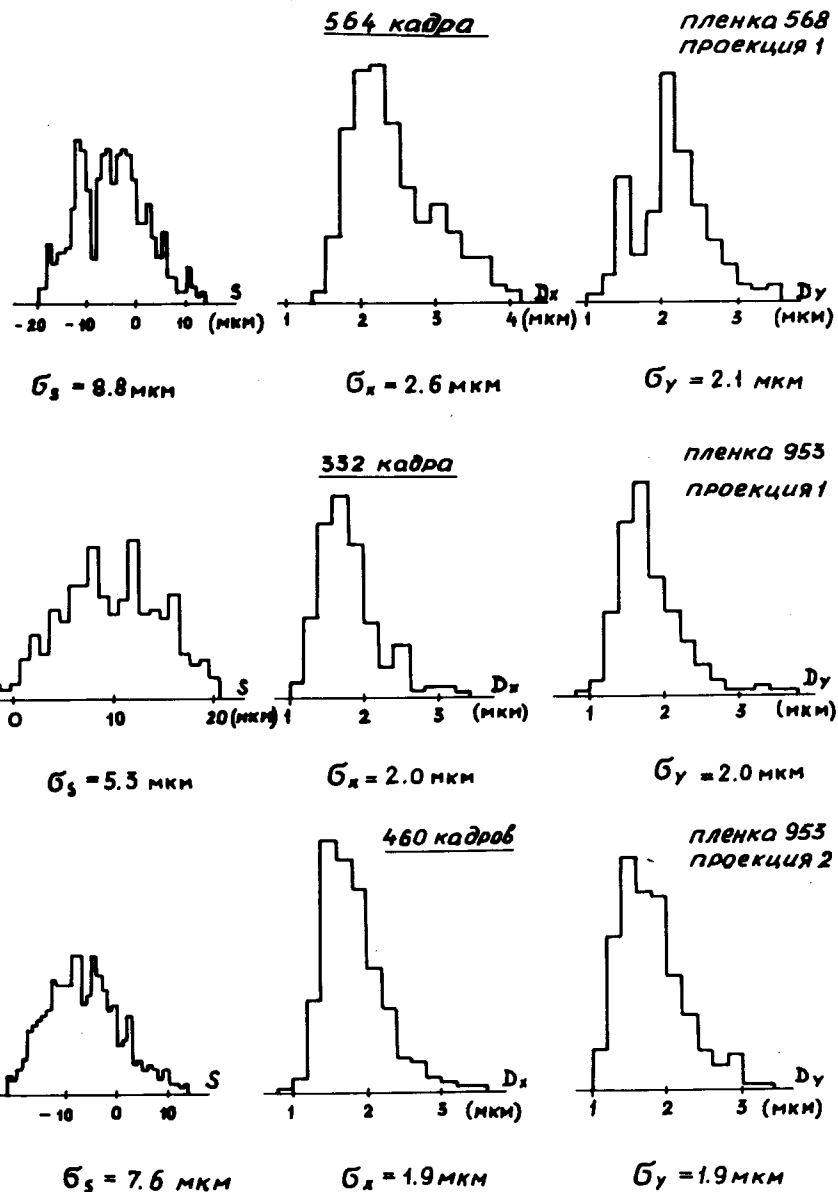 564 кадра
пленка 568
проекция 1
S
Dx
Dy
-20 -10 0 10 (мкм)
1 2 3 4 (мкм)
1 2 3 (мкм)
σs = 8.8 мкм
σx = 2.6 мкм
σy = 2.1 мкм
332 кадра
пленка 953
проекция 1
S
Dx
Dy
0 10 20 (мкм)
1 2 3 (мкм)
1 2 3 (мкм)
σs = 5.3 мкм
σx = 2.0 мкм
σy = 2.0 мкм
460 кадров
пленка 953
проекция 2
S
Dx
Dy
-10 0 10
1 2 3 (мкм)
1 2 3 (мкм)
σs = 7.6 мкм
σx = 1.9 мкм
σy = 1.9 мкм